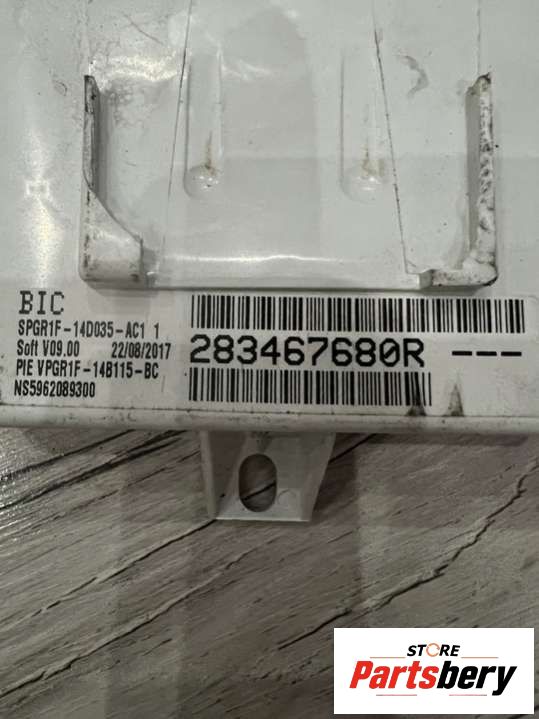 BIC
SPGR1F-14D035-AC1 1
Soft V09.00 22/08/2017
PIE VPGR1F-14B115-BC
NS5962089300
283467680R ---
STORE
Partsbery